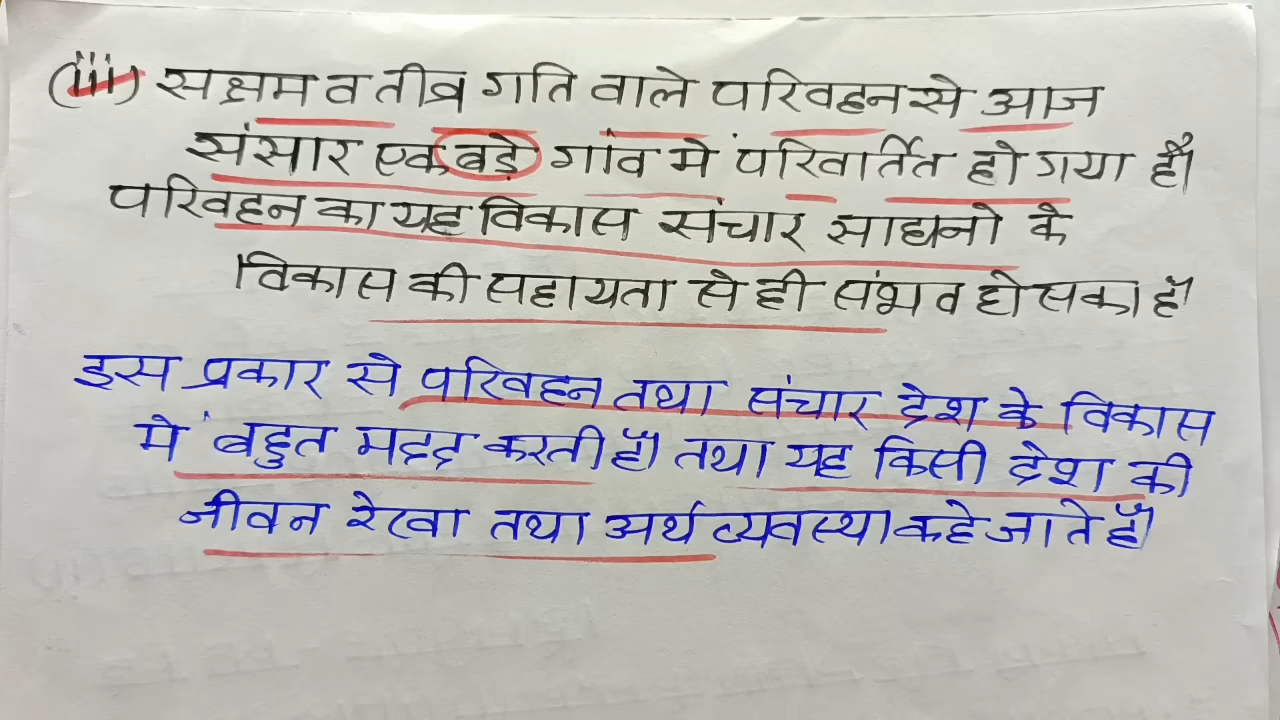 (iii) सक्षम व तीव्र गति वाले परिवहन से आज
संसार एक बड़े गांव में परिवार्तित हो गया है।
परिवहन का यह विकास संचार साधनो के
विकास की सहायता से ही संभव हो सका है
इस प्रकार से परिवहन तथा संचार देश के विकास
में बहुत मदद करती है। तथा यह किसी देश की
जीवन रेखा तथा अर्थव्यवस्था कहे जाते है।